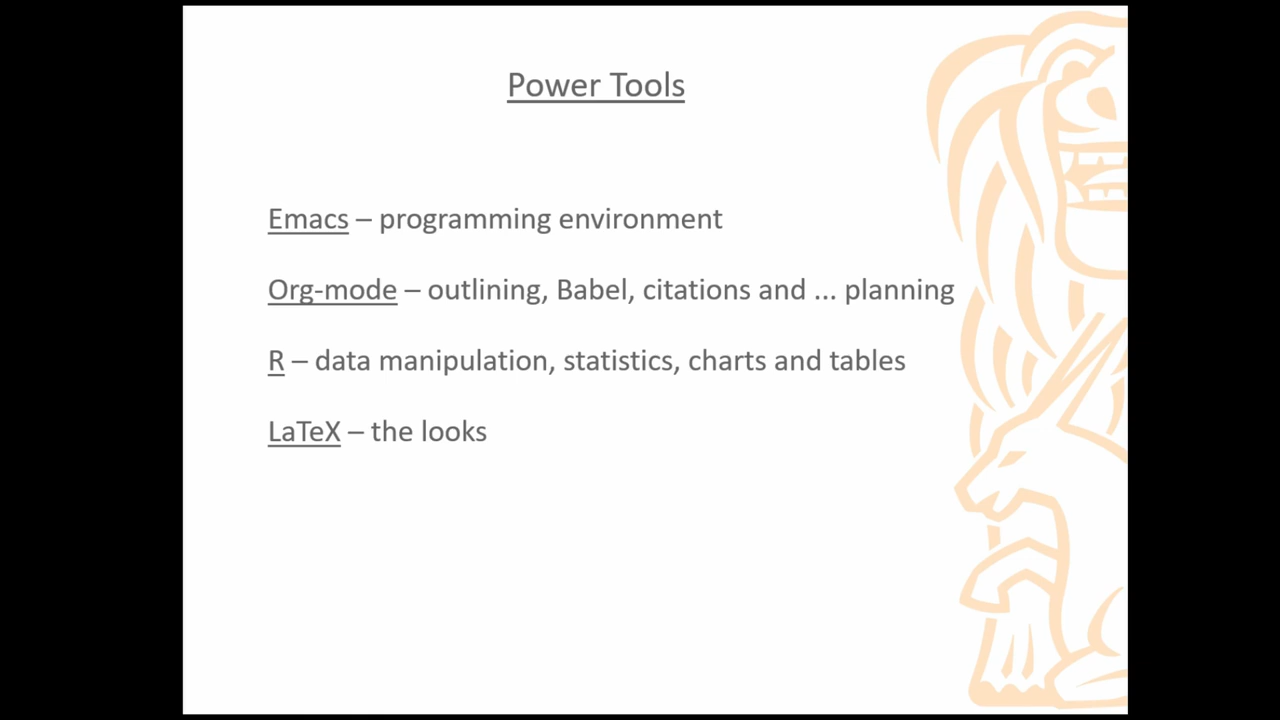 Power Tools
Emacs – programming environment
Org-mode – outlining, Babel, citations and ... planning
R – data manipulation, statistics, charts and tables
LaTeX – the looks